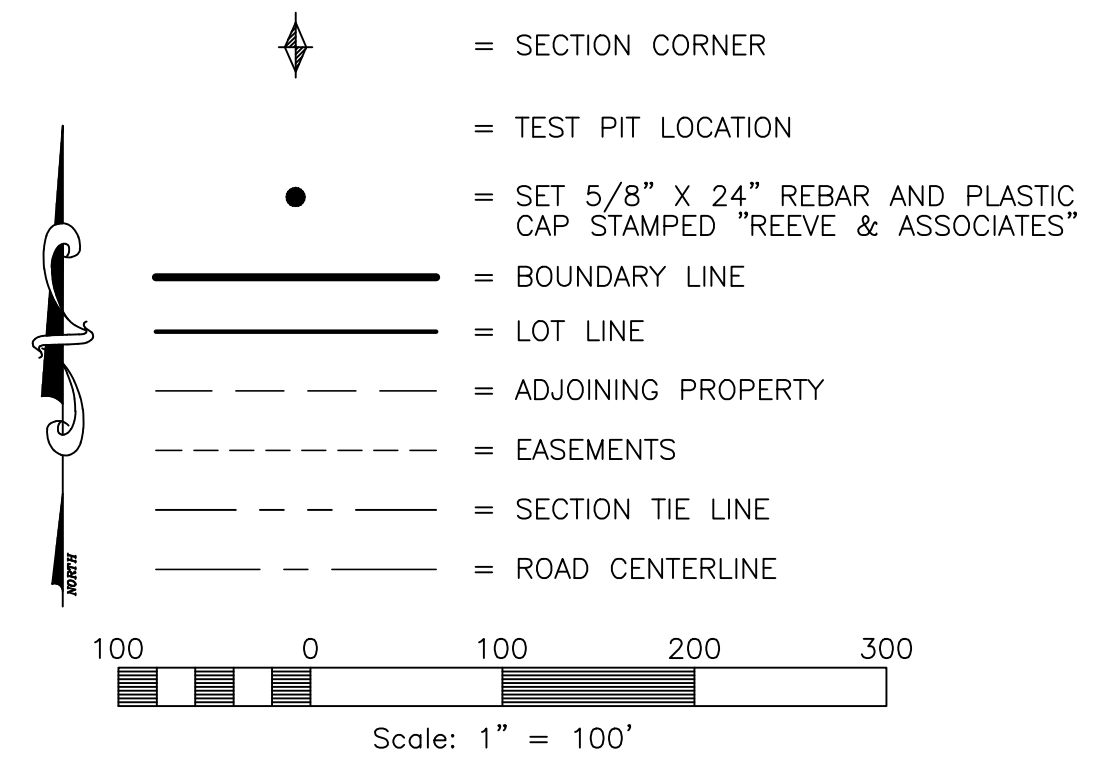 = SECTION CORNER
= TEST PIT LOCATION
= SET 5/8" X 24" REBAR AND PLASTIC
CAP STAMPED "REEVE & ASSOCIATES"
= BOUNDARY LINE
= LOT LINE
= ADJOINING PROPERTY
= EASEMENTS
= SECTION TIE LINE
= ROAD CENTERLINE
NORTH
100 0 100 200 300
Scale: 1" = 100'